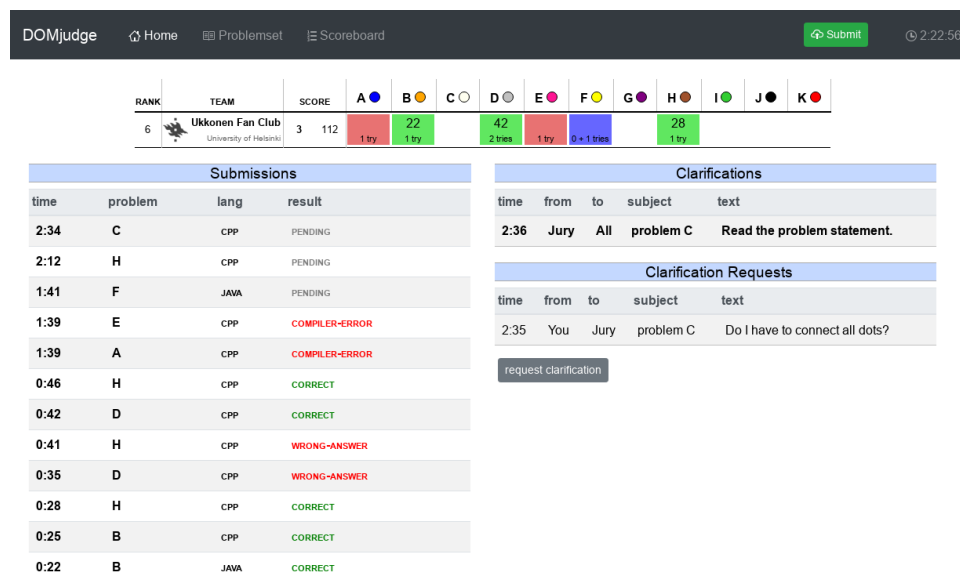 DOMjudge Home Problemset Scoreboard Submit 2:22:56
RANK TEAM SCORE A B C D E F G H I J K
6 Ukkonen Fan Club 3 112 22 42 28
University of Helsinki 1 try 1 try 2 tries 1 try 0 + 1 tries 1 try
Submissions
time problem lang result
2:34 C CPP PENDING
2:12 H CPP PENDING
1:41 F JAVA PENDING
1:39 E CPP COMPILER-ERROR
1:39 A CPP COMPILER-ERROR
0:46 H CPP CORRECT
0:42 D CPP CORRECT
0:41 H CPP WRONG-ANSWER
0:35 D CPP WRONG-ANSWER
0:28 H CPP CORRECT
0:25 B CPP CORRECT
0:22 B JAVA CORRECT
Clarifications
time from to subject text
2:36 Jury All problem C Read the problem statement.
Clarification Requests
time from to subject text
2:35 You Jury problem C Do I have to connect all dots?
request clarification